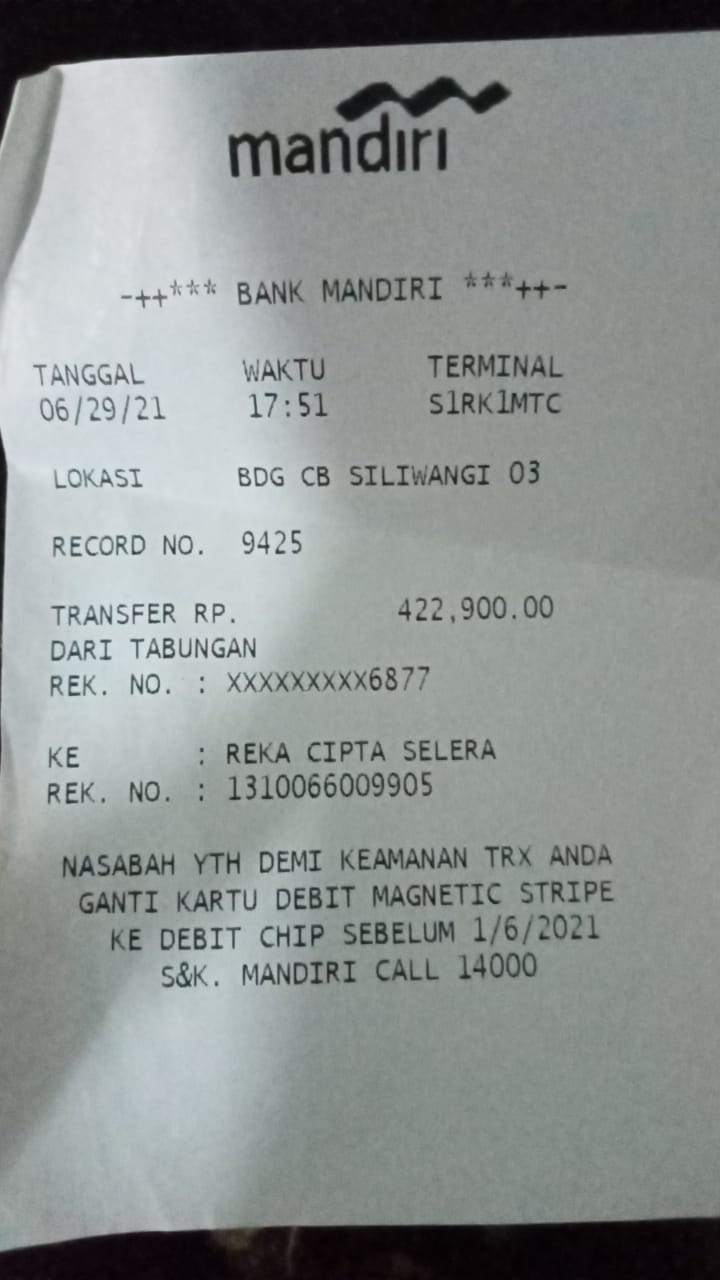 mandiri
-++*** BANK MANDIRI ***++-
TANGGAL WAKTU TERMINAL
06/29/21 17:51 S1RK1MTC
LOKASI BDG CB SILIWANGI 03
RECORD NO. 9425
TRANSFER RP. 422,900.00
DARI TABUNGAN
REK. NO. : XXXXXXXXX6877
KE : REKA CIPTA SELERA
REK. NO. : 1310066009905
NASABAH YTH DEMI KEAMANAN TRX ANDA
GANTI KARTU DEBIT MAGNETIC STRIPE
KE DEBIT CHIP SEBELUM 1/6/2021
S&K. MANDIRI CALL 14000